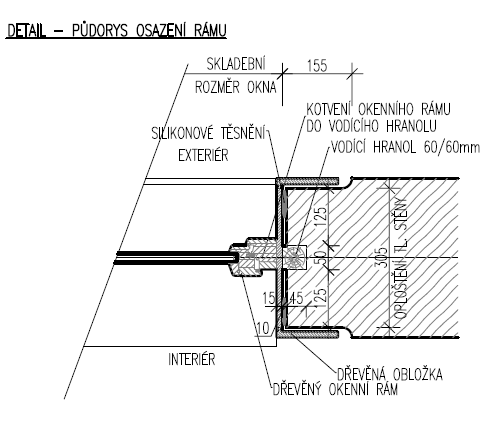 DETAIL – PŮDORYS OSAZENÍ RÁMU
SKLADEBNÍ
ROZMĚR OKNA
155
KOTVENÍ OKENNÍHO RÁMU
DO VODÍCÍHO HRANOLU
SILIKONOVÉ TĚSNĚNÍ
VODÍCÍ HRANOL 60/60mm
EXTERIÉR
125
50
305
OPLOŠTĚNÍ TL. STĚNY
15
45
125
10
INTERIÉR
DŘEVĚNÁ OBLOŽKA
DŘEVĚNÝ OKENNÍ RÁM